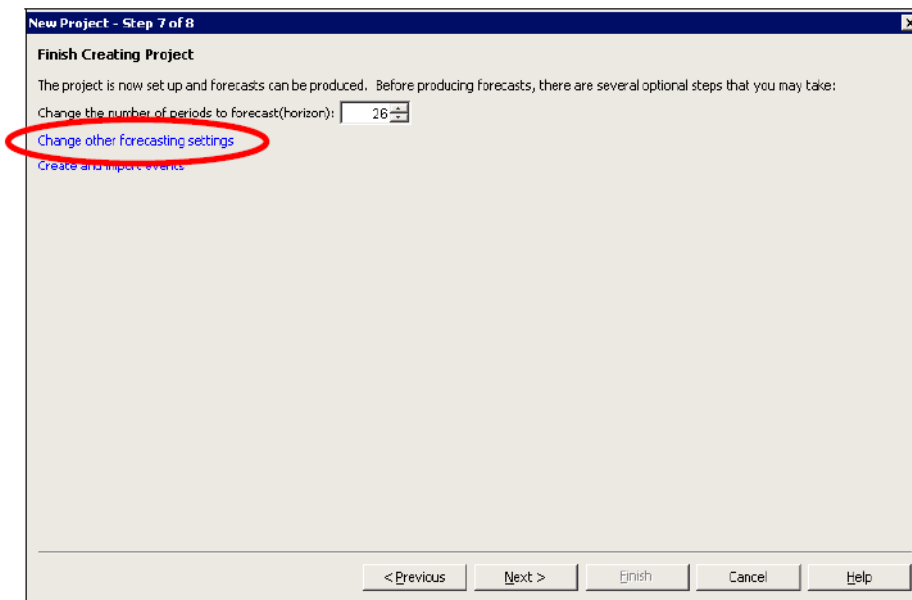 New Project - Step 7 of 8
Finish Creating Project
The project is now set up and forecasts can be produced. Before producing forecasts, there are several optional steps that you may take:
Change the number of periods to forecast(horizon): 26
Change other forecasting settings
Create and import events
< Previous Next > Finish Cancel Help